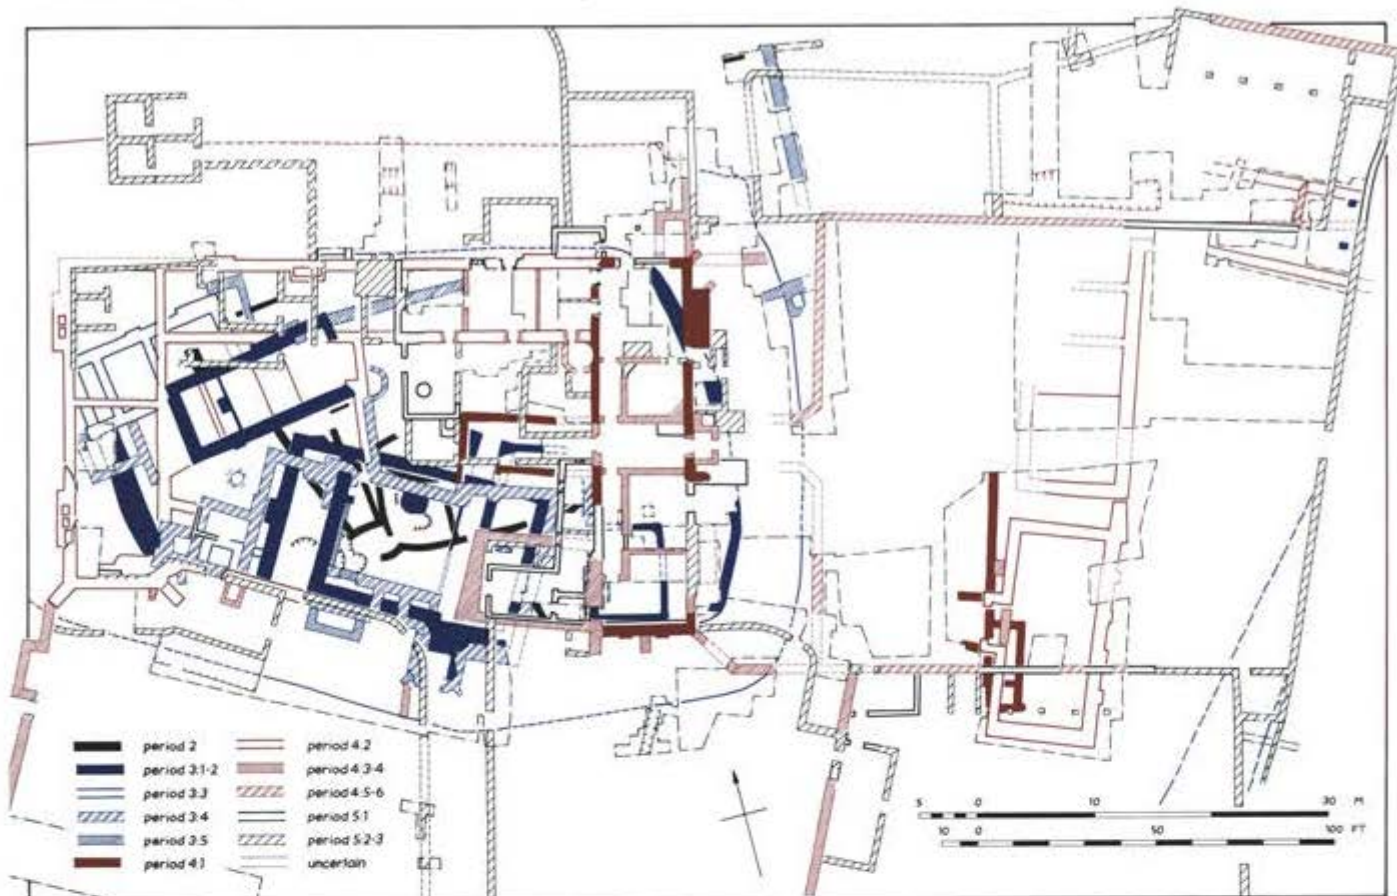 period 2
period 3:1-2
period 3:3
period 3:4
period 3:5
period 4:1
period 4:2
period 4:3-4
period 4:5-6
period 5:1
period 5:2-3
uncertain
5 0 10 30 M
10 0 50 100 FT